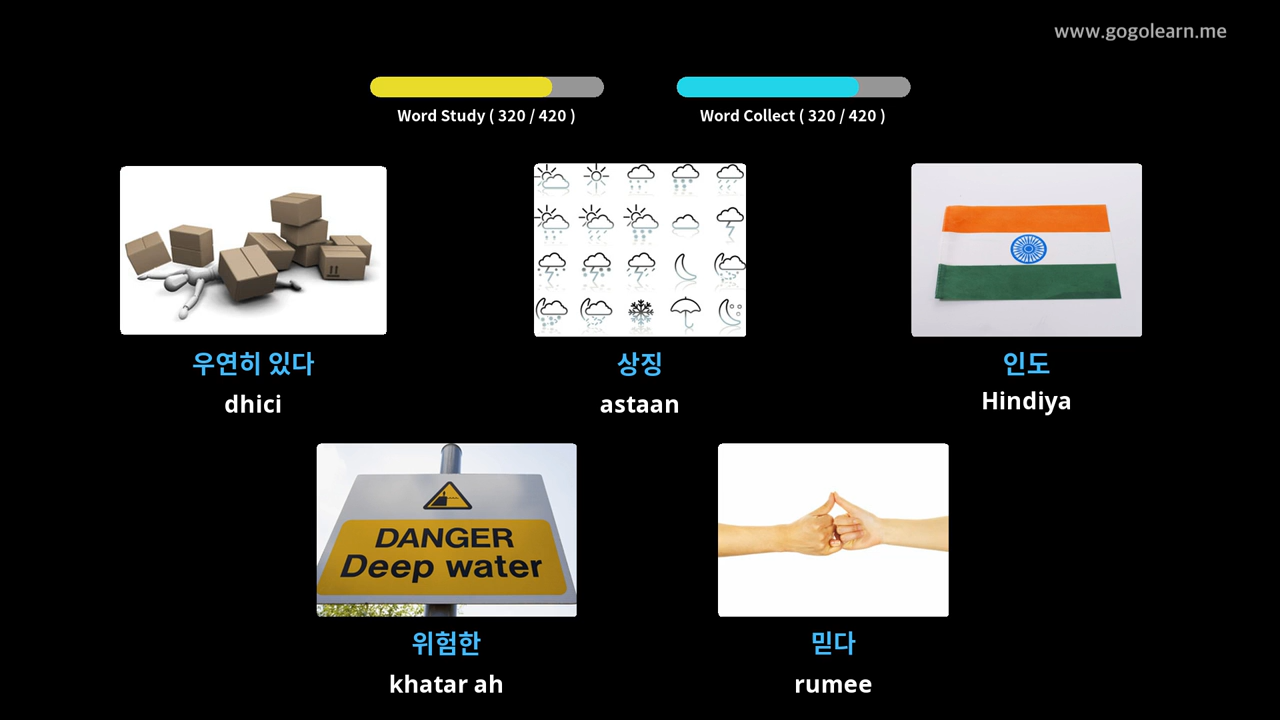 www.gogolearn.me
Word Study ( 320 / 420 )
Word Collect ( 320 / 420 )
우연히 있다
dhici
상징
astaan
인도
Hindiya
DANGER
Deep water
위험한
khatar ah
믿다
rumee